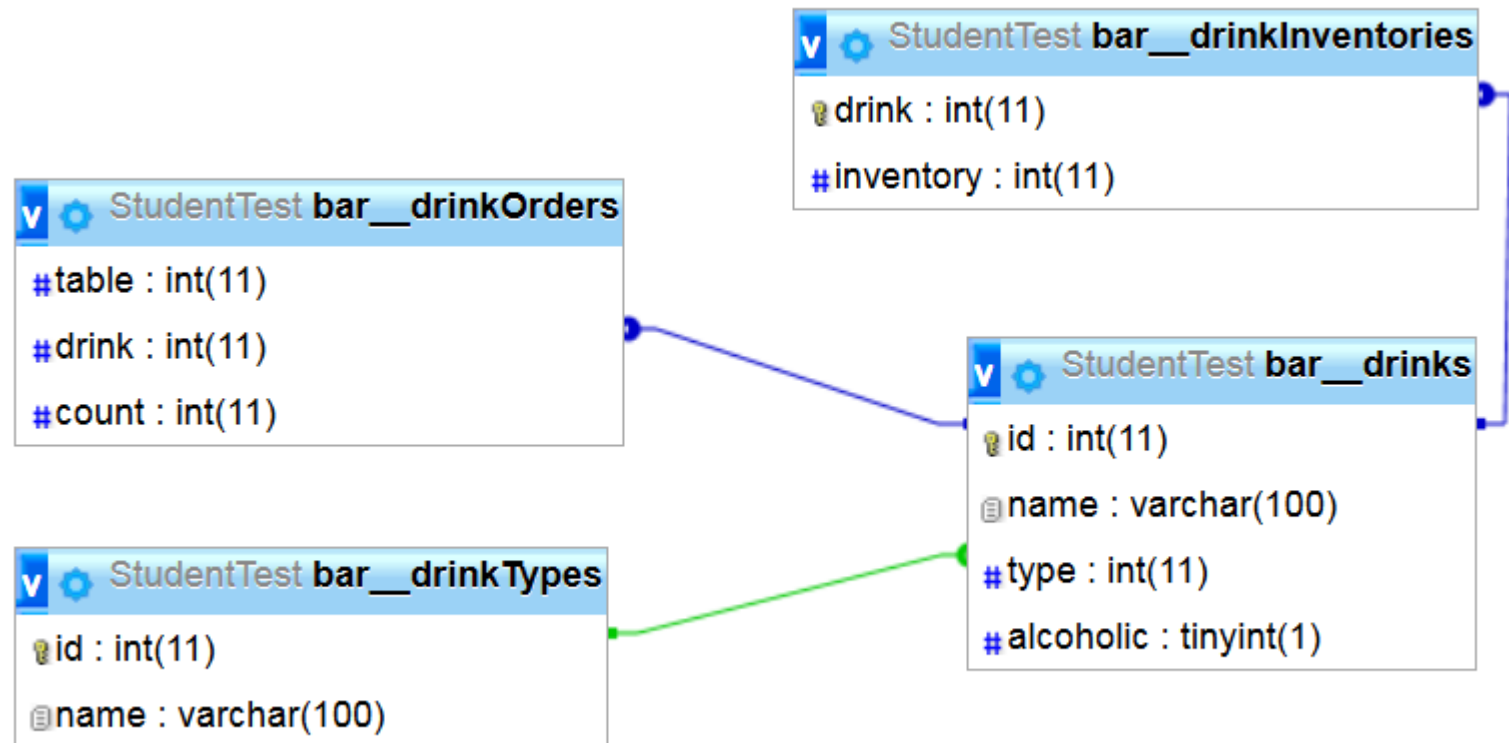 v StudentTest bar__drinkInventories
drink : int(11)
#inventory : int(11)
v StudentTest bar__drinkOrders
#table : int(11)
#drink : int(11)
#count : int(11)
v StudentTest bar__drinks
id : int(11)
name : varchar(100)
#type : int(11)
#alcoholic : tinyint(1)
v StudentTest bar__drinkTypes
id : int(11)
name : varchar(100)